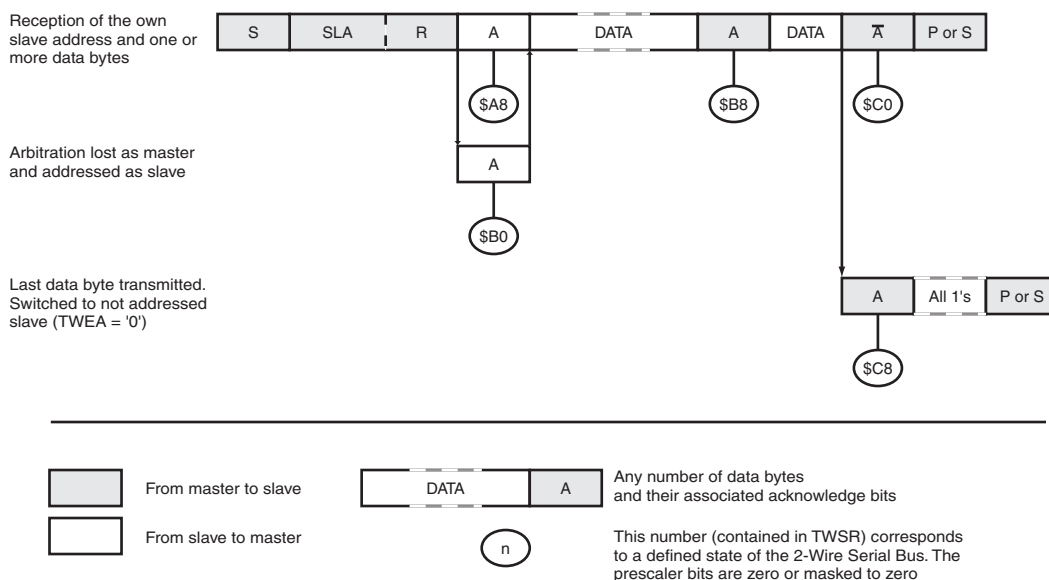 Reception of the own
slave address and one or
more data bytes
S SLA R A DATA A DATA A̅ P or S
$A8 $B8 $C0
Arbitration lost as master
and addressed as slave
A
$B0
Last data byte transmitted.
Switched to not addressed
slave (TWEA = '0')
A All 1's P or S
$C8
From master to slave
DATA A
Any number of data bytes
and their associated acknowledge bits
From slave to master
n
This number (contained in TWSR) corresponds
to a defined state of the 2-Wire Serial Bus. The
prescaler bits are zero or masked to zero